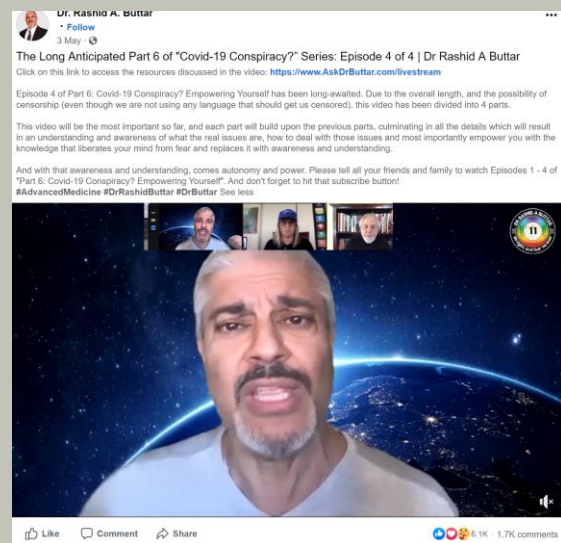 Dr. Rashid A. Buttar
· Follow
3 May ·
The Long Anticipated Part 6 of "Covid-19 Conspiracy?" Series: Episode 4 of 4 | Dr Rashid A Buttar
Click on this link to access the resources discussed in the video: https://www.AskDrButtar.com/livestream
Episode 4 of Part 6: Covid-19 Conspiracy? Empowering Yourself has been long-awaited. Due to the overall length, and the possibility of
censorship (even though we are not using any language that should get us censored), this video has been divided into 4 parts.
This video will be the most important so far, and each part will build upon the previous parts, culminating in all the details which will result
in an understanding and awareness of what the real issues are, how to deal with those issues and most importantly empower you with the
knowledge that liberates your mind from fear and replaces it with awareness and understanding.
And with that awareness and understanding, comes autonomy and power. Please tell all your friends and family to watch Episodes 1 - 4 of
"Part 6: Covid-19 Conspiracy? Empowering Yourself". And don't forget to hit that subscribe button!
#AdvancedMedicine #DrRashidButtar #DrButtar See less
DR RASHID A BUTTAR
11
Like Comment Share 6.1K · 1.7K comments